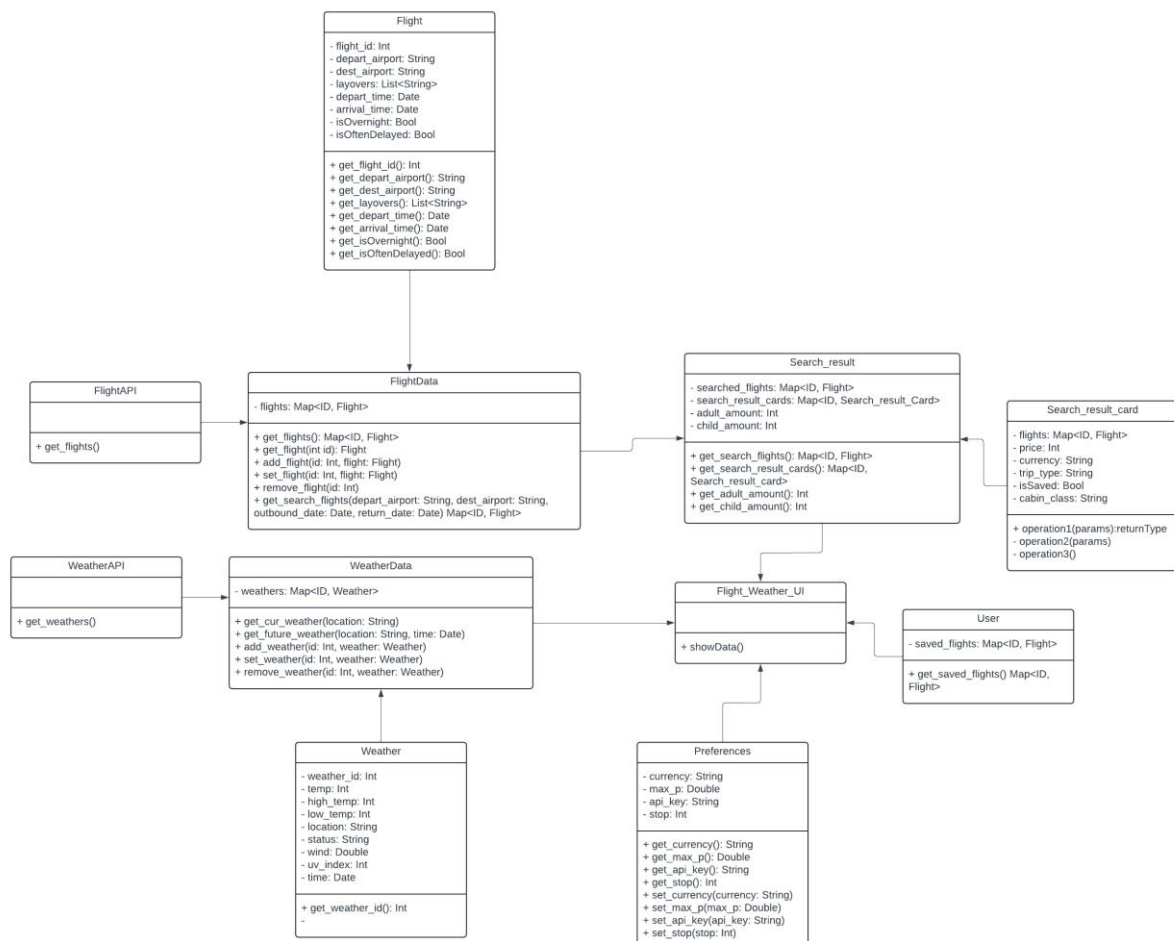 Flight
- flight_id: Int
- depart_airport: String
- dest_airport: String
- layovers: List<String>
- depart_time: Date
- arrival_time: Date
- isOvernight: Bool
- isOftenDelayed: Bool
+ get_flight_id(): Int
+ get_depart_airport(): String
+ get_dest_airport(): String
+ get_layovers(): List<String>
+ get_depart_time(): Date
+ get_arrival_time(): Date
+ get_isOvernight(): Bool
+ get_isOftenDelayed(): Bool
FlightAPI
+ get_flights()
FlightData
- flights: Map<ID, Flight>
+ get_flights(): Map<ID, Flight>
+ get_flight(int id): Flight
+ add_flight(id: Int, flight: Flight)
+ set_flight(id: Int, flight: Flight)
+ remove_flight(id: Int)
+ get_search_flights(depart_airport: String, dest_airport: String,
outbound_date: Date, return_date: Date) Map<ID, Flight>
Search_result
- searched_flights: Map<ID, Flight>
- search_result_cards: Map<ID, Search_result_Card>
- adult_amount: Int
- child_amount: Int
+ get_search_flights(): Map<ID, Flight>
+ get_search_result_cards(): Map<ID,
Search_result_card>
+ get_adult_amount(): Int
+ get_child_amount(): Int
Search_result_card
- flights: Map<ID, Flight>
- price: Int
- currency: String
- trip_type: String
- isSaved: Bool
- cabin_class: String
+ operation1(params):returnType
- operation2(params)
- operation3()
WeatherAPI
+ get_weathers()
WeatherData
- weathers: Map<ID, Weather>
+ get_cur_weather(location: String)
+ get_future_weather(location: String, time: Date)
+ add_weather(id: Int, weather: Weather)
+ set_weather(id: Int, weather: Weather)
+ remove_weather(id: Int, weather: Weather)
Flight_Weather_UI
+ showData()
User
- saved_flights: Map<ID, Flight>
+ get_saved_flights() Map<ID,
Flight>
Weather
- weather_id: Int
- temp: Int
- high_temp: Int
- low_temp: Int
- location: String
- status: String
- wind: Double
- uv_index: Int
- time: Date
+ get_weather_id(): Int
-
Preferences
- currency: String
- max_p: Double
- api_key: String
- stop: Int
+ get_currency(): String
+ get_max_p(): Double
+ get_api_key(): String
+ get_stop(): Int
+ set_currency(currency: String)
+ set_max_p(max_p: Double)
+ set_api_key(api_key: String)
+ set_stop(stop: Int)